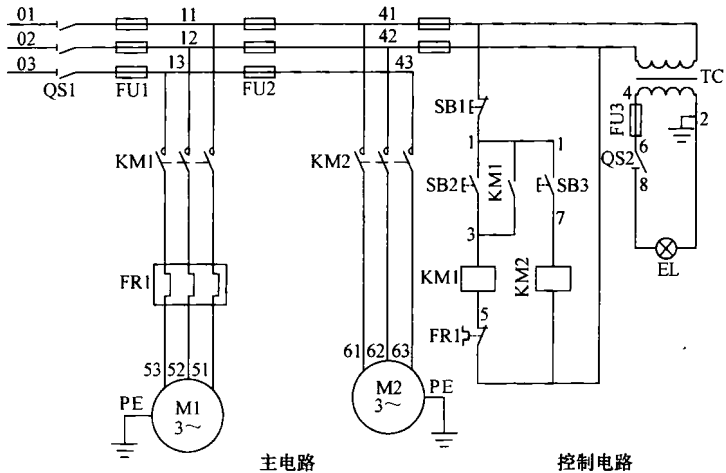 01 11 41
02 12 42
03 13 43
QS1 FU1 FU2
TC
4 2
FU3
SB1
6
QS2
8
1 1
KM1 KM2
SB2 KM1 SB3
3 7
EL
FR1 KM1 KM2
5
FR1
53 52 51 61 62 63
PE M1 3～
M2 3～ PE
主电路 控制电路